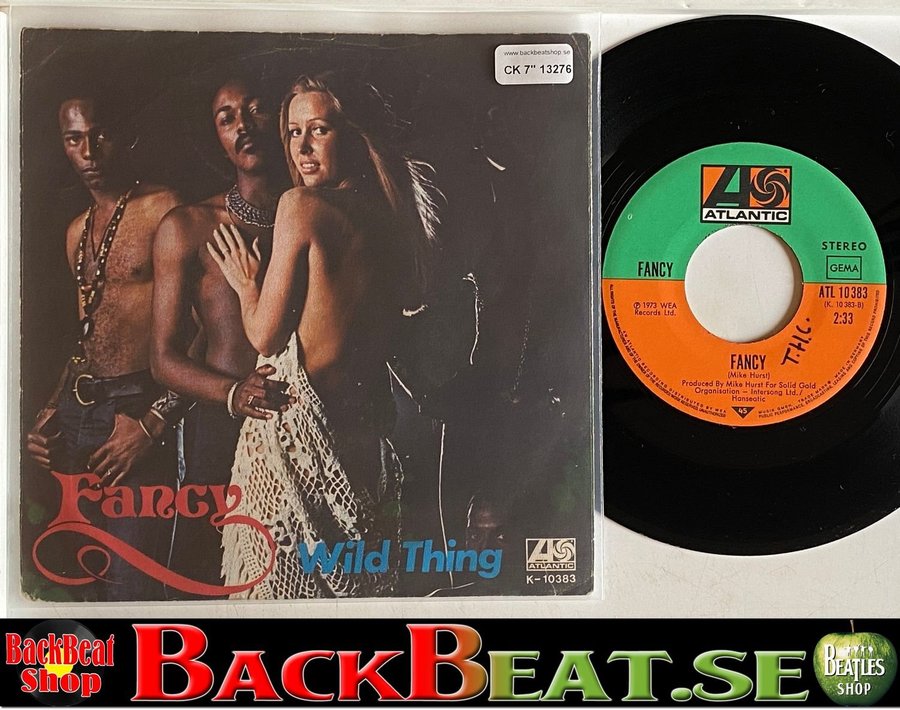 www.backbeatshop.se
CK 7" 13276
Fancy
Wild Thing
ATLANTIC
K-10383
ATLANTIC
STEREO
GEMA
FANCY
ATL 10383
(K. 10 383-B)
2:33
℗ 1973 WEA
Records Ltd.
T.H.C.
FANCY
(Mike Hurst)
Produced By Mike Hurst For Solid Gold
Organisation – Intersong Ltd./
Hanseatic
45
BackBeat
Shop
BACKBEAT.SE
BEATLES
SHOP